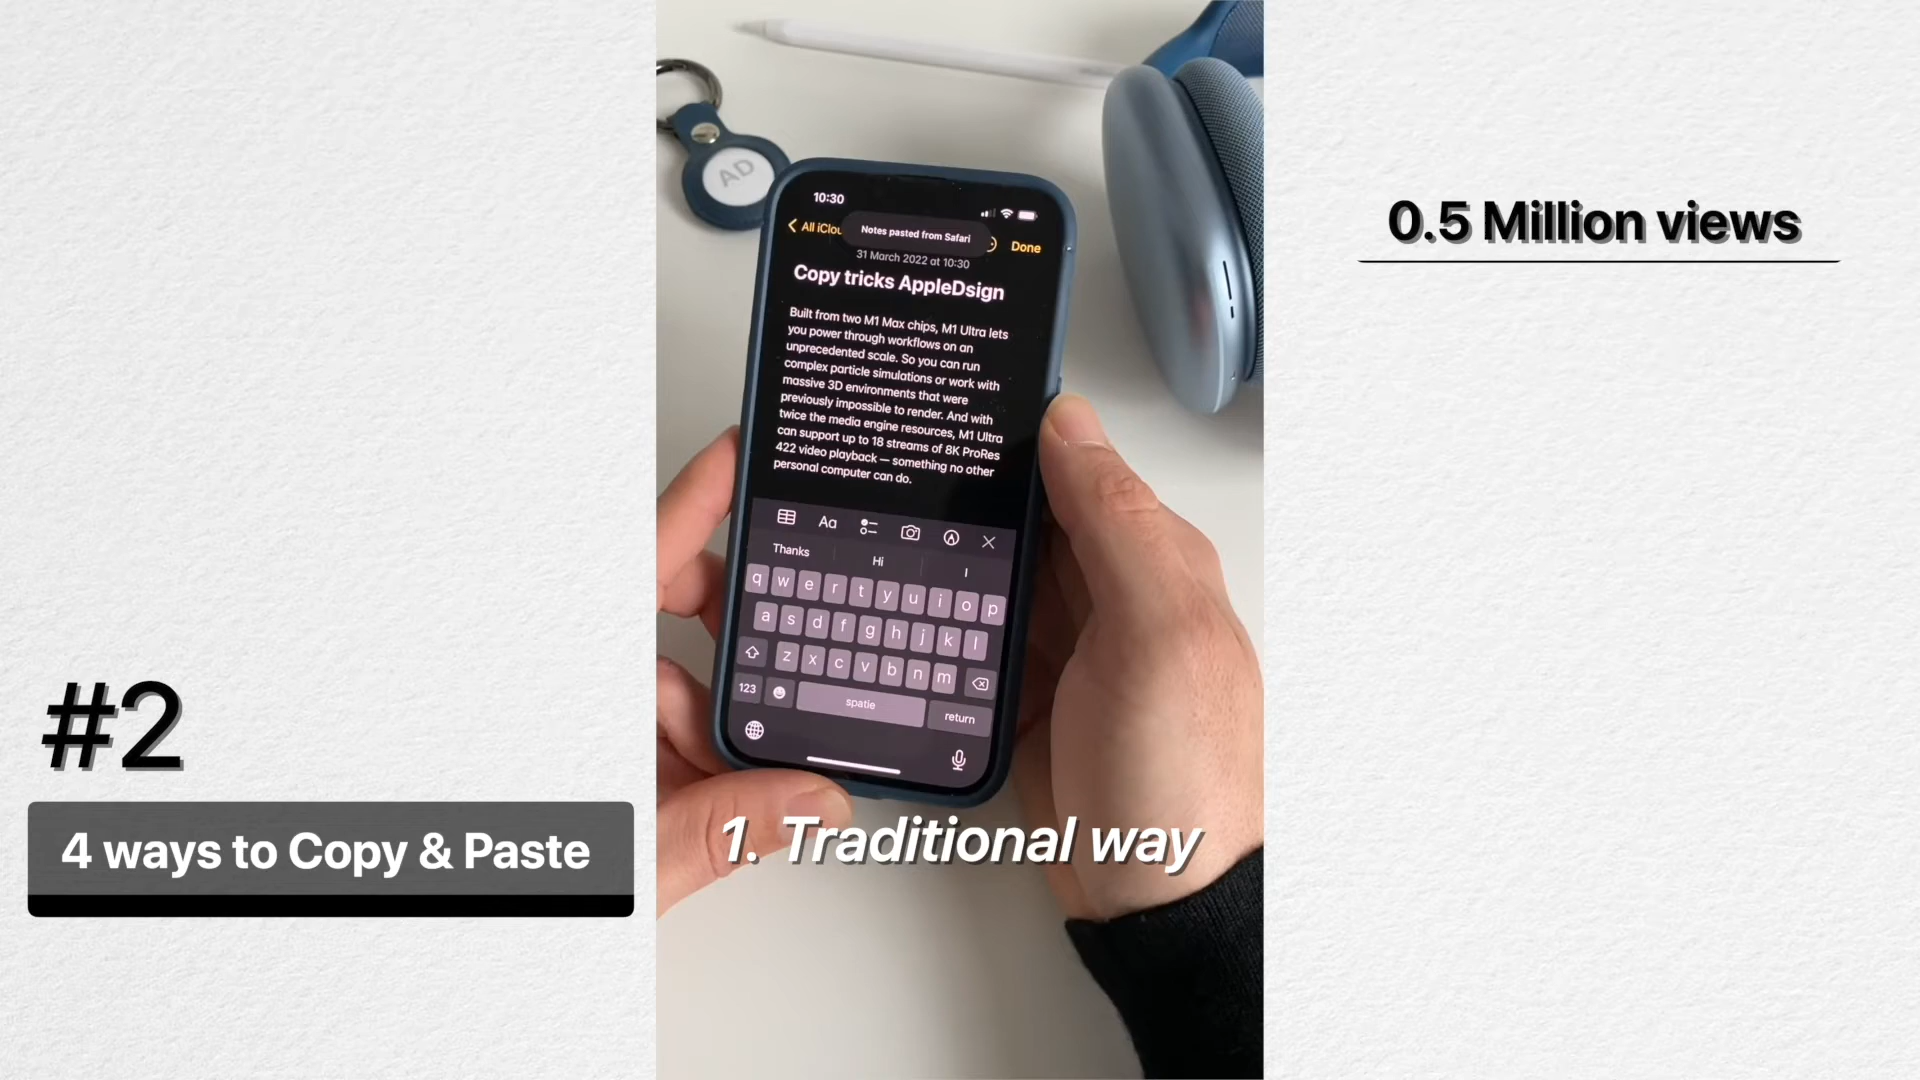 0.5 Million views
#2
4 ways to Copy & Paste
AD
10:30
All iClou
Notes pasted from Safari
Done
31 March 2022 at 10:30
Copy tricks AppleDsign
Built from two M1 Max chips, M1 Ultra lets
you power through workflows on an
unprecedented scale. So you can run
complex particle simulations or work with
massive 3D environments that were
previously impossible to render. And with
twice the media engine resources, M1 Ultra
can support up to 18 streams of 8K ProRes
422 video playback — something no other
personal computer can do.
Aa
Thanks Hi I
q w e r t y u i o p
a s d f g h j k l
z x c v b n m
123 spatie return
1. Traditional way